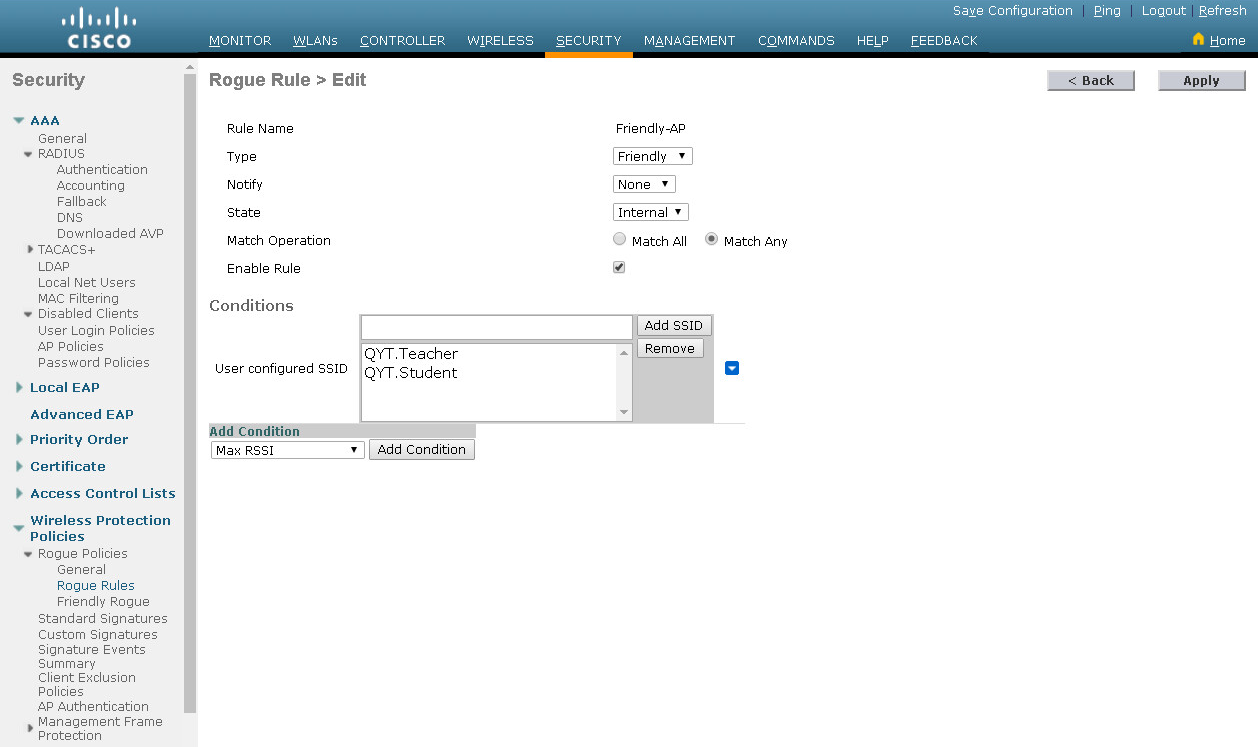 Save Configuration | Ping | Logout | Refresh
CISCO
MONITOR WLANs CONTROLLER WIRELESS SECURITY MANAGEMENT COMMANDS HELP FEEDBACK
Home
Security
AAA
General
RADIUS
Authentication
Accounting
Fallback
DNS
Downloaded AVP
TACACS+
LDAP
Local Net Users
MAC Filtering
Disabled Clients
User Login Policies
AP Policies
Password Policies
Local EAP
Advanced EAP
Priority Order
Certificate
Access Control Lists
Wireless Protection
Policies
Rogue Policies
General
Rogue Rules
Friendly Rogue
Standard Signatures
Custom Signatures
Signature Events
Summary
Client Exclusion
Policies
AP Authentication
Management Frame
Protection
Rogue Rule > Edit
< Back
Apply
Rule Name Friendly-AP
Type Friendly
Notify None
State Internal
Match Operation Match All Match Any
Enable Rule
Conditions
Add SSID
Remove
User configured SSID
QYT.Teacher
QYT.Student
Add Condition
Max RSSI Add Condition